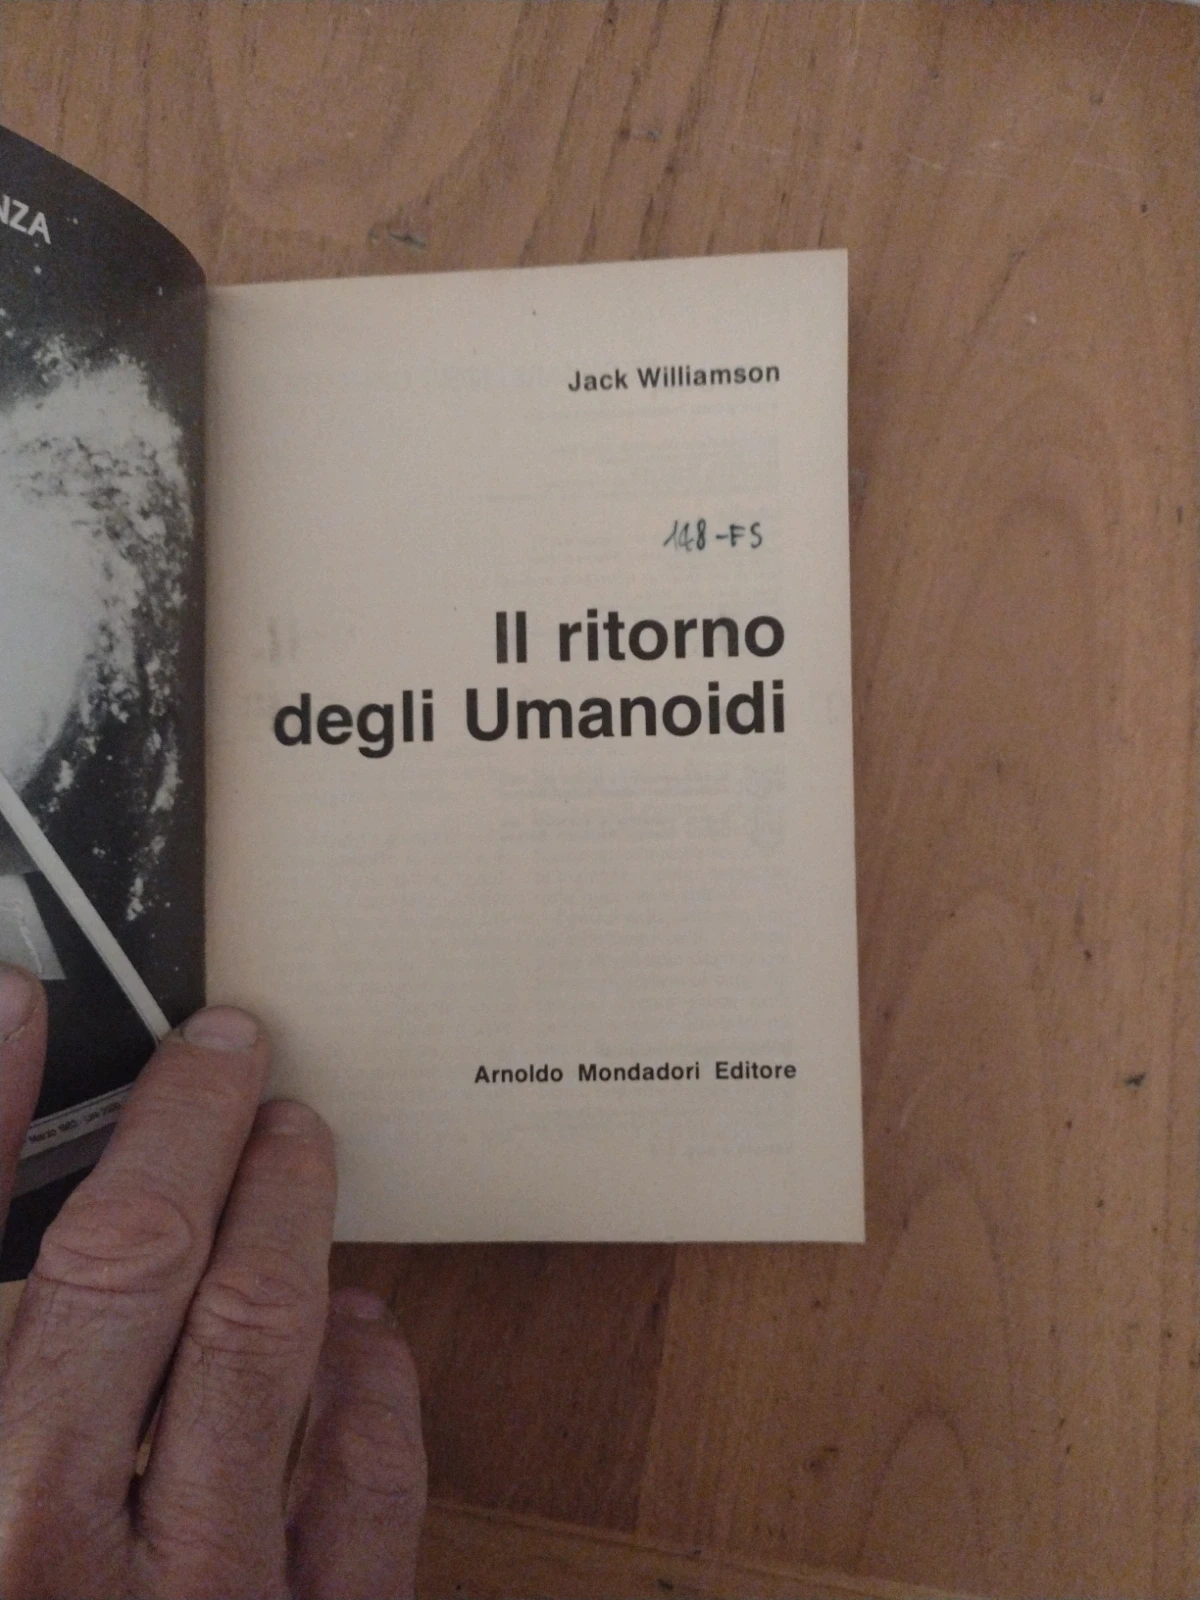 NZA
Jack Williamson
148-FS
Il ritorno
degli Umanoidi
Arnoldo Mondadori Editore